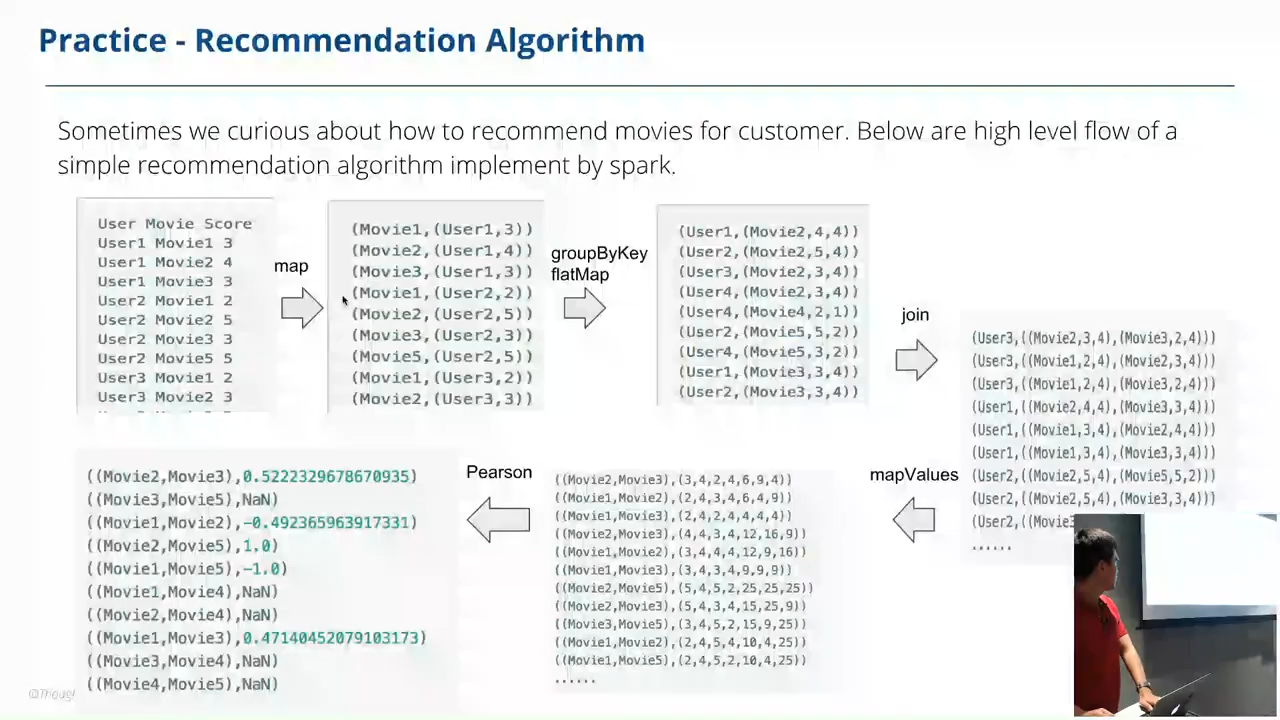 Practice - Recommendation Algorithm
Sometimes we curious about how to recommend movies for customer. Below are high level flow of a
simple recommendation algorithm implement by spark.
User Movie Score
User1 Movie1 3
User1 Movie2 4
User1 Movie3 3
User2 Movie1 2
User2 Movie2 5
User2 Movie3 3
User2 Movie5 5
User3 Movie1 2
User3 Movie2 3
map
(Movie1,(User1,3))
(Movie2,(User1,4))
(Movie3,(User1,3))
(Movie1,(User2,2))
(Movie2,(User2,5))
(Movie3,(User2,3))
(Movie5,(User2,5))
(Movie1,(User3,2))
(Movie2,(User3,3))
groupByKey
flatMap
(User1,(Movie2,4,4))
(User2,(Movie2,5,4))
(User3,(Movie2,3,4))
(User4,(Movie2,3,4))
(User4,(Movie4,2,1))
(User2,(Movie5,5,2))
(User4,(Movie5,3,2))
(User1,(Movie3,3,4))
(User2,(Movie3,3,4))
join
(User3,((Movie2,3,4),(Movie3,2,4)))
(User3,((Movie1,2,4),(Movie2,3,4)))
(User3,((Movie1,2,4),(Movie3,2,4)))
(User1,((Movie2,4,4),(Movie3,3,4)))
(User1,((Movie1,3,4),(Movie2,4,4)))
(User1,((Movie1,3,4),(Movie3,3,4)))
(User2,((Movie2,5,4),(Movie5,5,2)))
(User2,((Movie2,5,4),(Movie3,3,4)))
(User2,((Movie3
......
mapValues
((Movie2,Movie3),(3,4,2,4,6,9,4))
((Movie1,Movie2),(2,4,3,4,6,4,9))
((Movie1,Movie3),(2,4,2,4,4,4,4))
((Movie2,Movie3),(4,4,3,4,12,16,9))
((Movie1,Movie2),(3,4,4,4,12,9,16))
((Movie1,Movie3),(3,4,3,4,9,9,9))
((Movie2,Movie5),(5,4,5,2,25,25,25))
((Movie2,Movie3),(5,4,3,4,15,25,9))
((Movie3,Movie5),(3,4,5,2,15,9,25))
((Movie1,Movie2),(2,4,5,4,10,4,25))
((Movie1,Movie5),(2,4,5,2,10,4,25))
......
Pearson
((Movie2,Movie3),0.5222329678670935)
((Movie3,Movie5),NaN)
((Movie1,Movie2),-0.492365963917331)
((Movie2,Movie5),1.0)
((Movie1,Movie5),-1.0)
((Movie1,Movie4),NaN)
((Movie2,Movie4),NaN)
((Movie1,Movie3),0.47140452079103173)
((Movie3,Movie4),NaN)
((Movie4,Movie5),NaN)